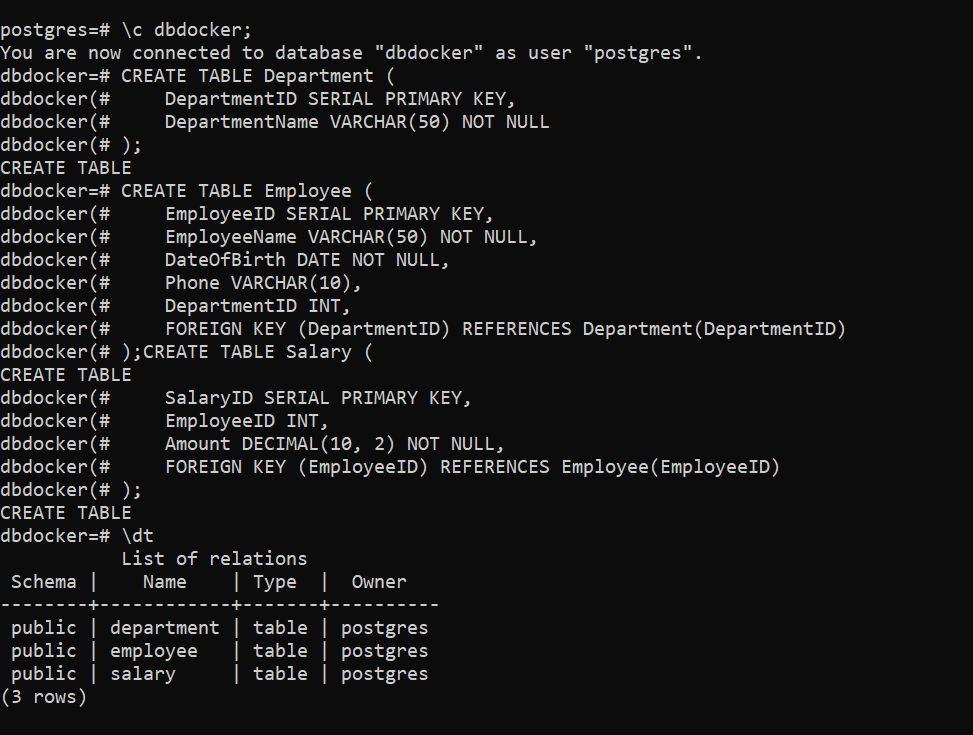 postgres=# \c dbdocker;
You are now connected to database "dbdocker" as user "postgres".
dbdocker=# CREATE TABLE Department (
dbdocker(#     DepartmentID SERIAL PRIMARY KEY,
dbdocker(#     DepartmentName VARCHAR(50) NOT NULL
dbdocker(# );
CREATE TABLE
dbdocker=# CREATE TABLE Employee (
dbdocker(#     EmployeeID SERIAL PRIMARY KEY,
dbdocker(#     EmployeeName VARCHAR(50) NOT NULL,
dbdocker(#     DateOfBirth DATE NOT NULL,
dbdocker(#     Phone VARCHAR(10),
dbdocker(#     DepartmentID INT,
dbdocker(#     FOREIGN KEY (DepartmentID) REFERENCES Department(DepartmentID)
dbdocker(# );CREATE TABLE Salary (
CREATE TABLE
dbdocker(#     SalaryID SERIAL PRIMARY KEY,
dbdocker(#     EmployeeID INT,
dbdocker(#     Amount DECIMAL(10, 2) NOT NULL,
dbdocker(#     FOREIGN KEY (EmployeeID) REFERENCES Employee(EmployeeID)
dbdocker(# );
CREATE TABLE
dbdocker=# \dt
           List of relations
 Schema |    Name    | Type  |  Owner
--------+------------+-------+----------
 public | department | table | postgres
 public | employee   | table | postgres
 public | salary     | table | postgres
(3 rows)